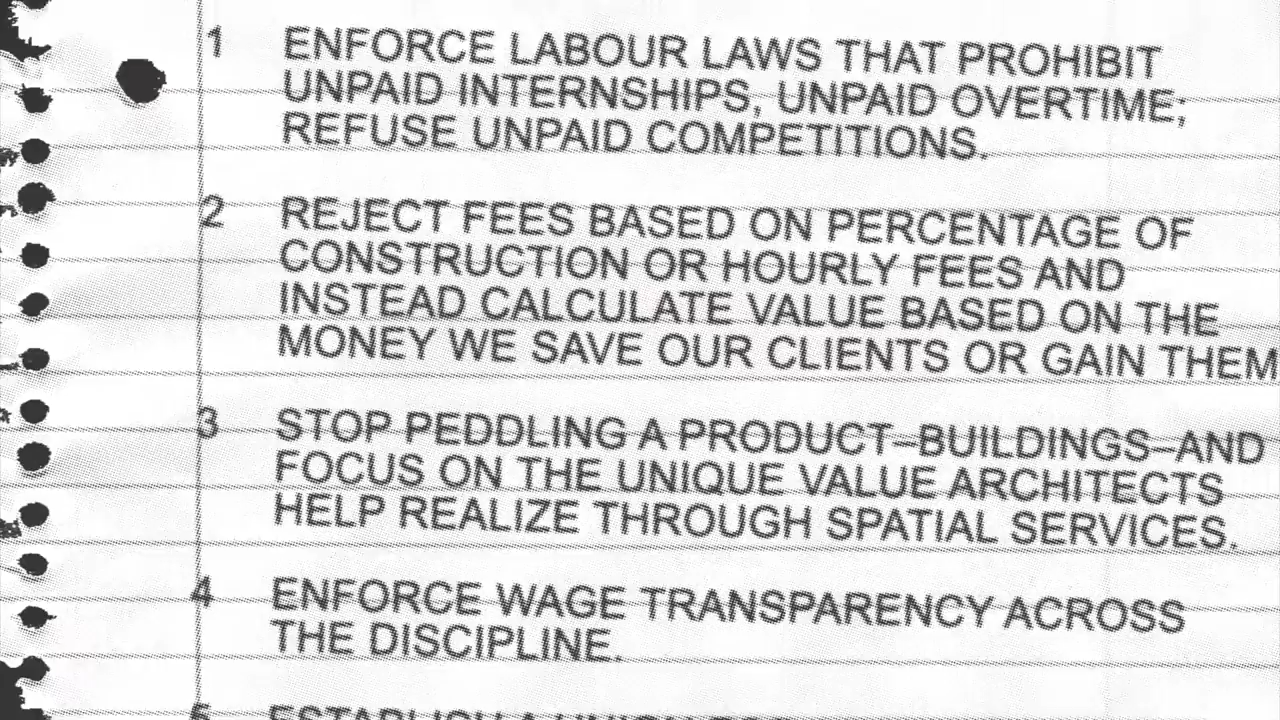 1 ENFORCE LABOUR LAWS THAT PROHIBIT
UNPAID INTERNSHIPS, UNPAID OVERTIME;
REFUSE UNPAID COMPETITIONS.
2 REJECT FEES BASED ON PERCENTAGE OF
CONSTRUCTION OR HOURLY FEES AND
INSTEAD CALCULATE VALUE BASED ON THE
MONEY WE SAVE OUR CLIENTS OR GAIN THEM
3 STOP PEDDLING A PRODUCT–BUILDINGS–AND
FOCUS ON THE UNIQUE VALUE ARCHITECTS
HELP REALIZE THROUGH SPATIAL SERVICES.
4 ENFORCE WAGE TRANSPARENCY ACROSS
THE DISCIPLINE.
5 ESTABLISH A